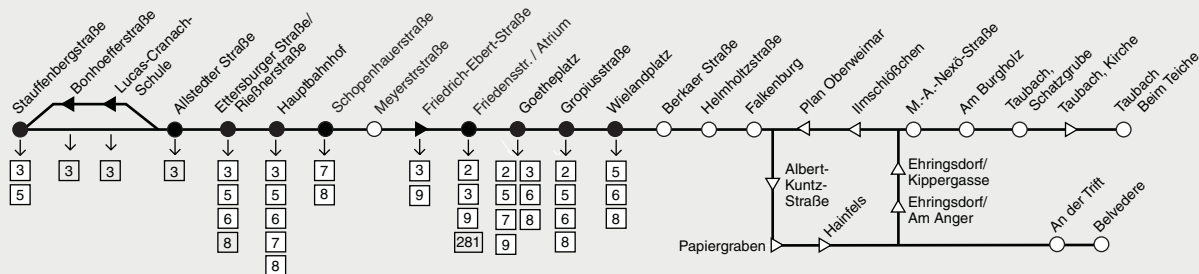 Stauffenbergstraße
Bonhoefferstraße
Lucas-Cranach-
Schule
Allstedter Straße
Ettersburger Straße/
Rießnerstraße
Hauptbahnhof
Schopenhauerstraße
Meyerstrstraße
Friedrich-Ebert-Straße
Friedensstr. / Atrium
Goetheplatz
Gropiusstraße
Wielandplatz
Berkaer Straße
Helmholtzstraße
Falkenburg
Plan Oberweimar
Ilmschlößchen
M.-A.-Nexö-Straße
Am Burgholz
Taubach,
Schatzgrube
Taubach, Kirche
Taubach
Beim Teiche
3
5
3
3
3
3
5
6
8
3
5
6
7
8
7
8
3
9
2
3
9
281
2
5
7
9
3
6
8
2
5
6
8
5
6
8
Albert-
Kuntz-
Straße
Ehringsdorf/
Kippergasse
Ehringsdorf/
Am Anger
Papiergraben
Hainfels
An der Trift
Belvedere